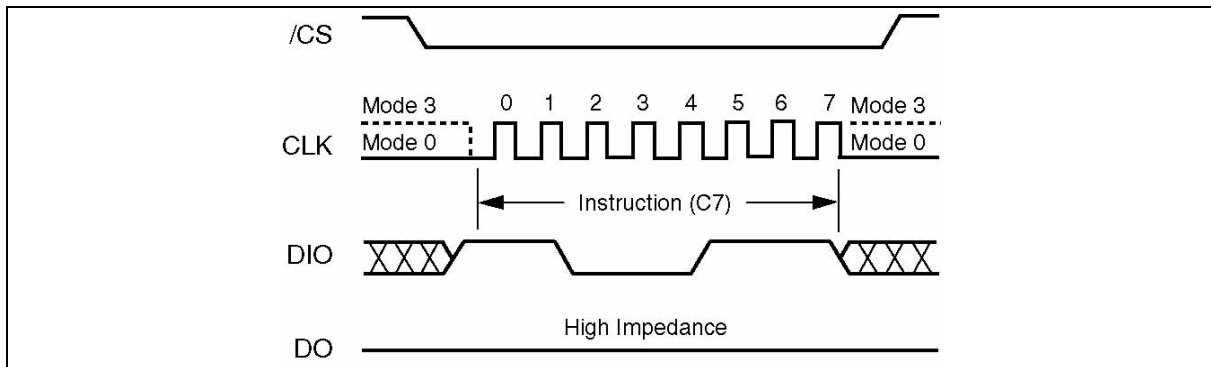 /CS
0 1 2 3 4 5 6 7
Mode 3 Mode 3
CLK Mode 0 Mode 0
Instruction (C7)
DIO
High Impedance
DO